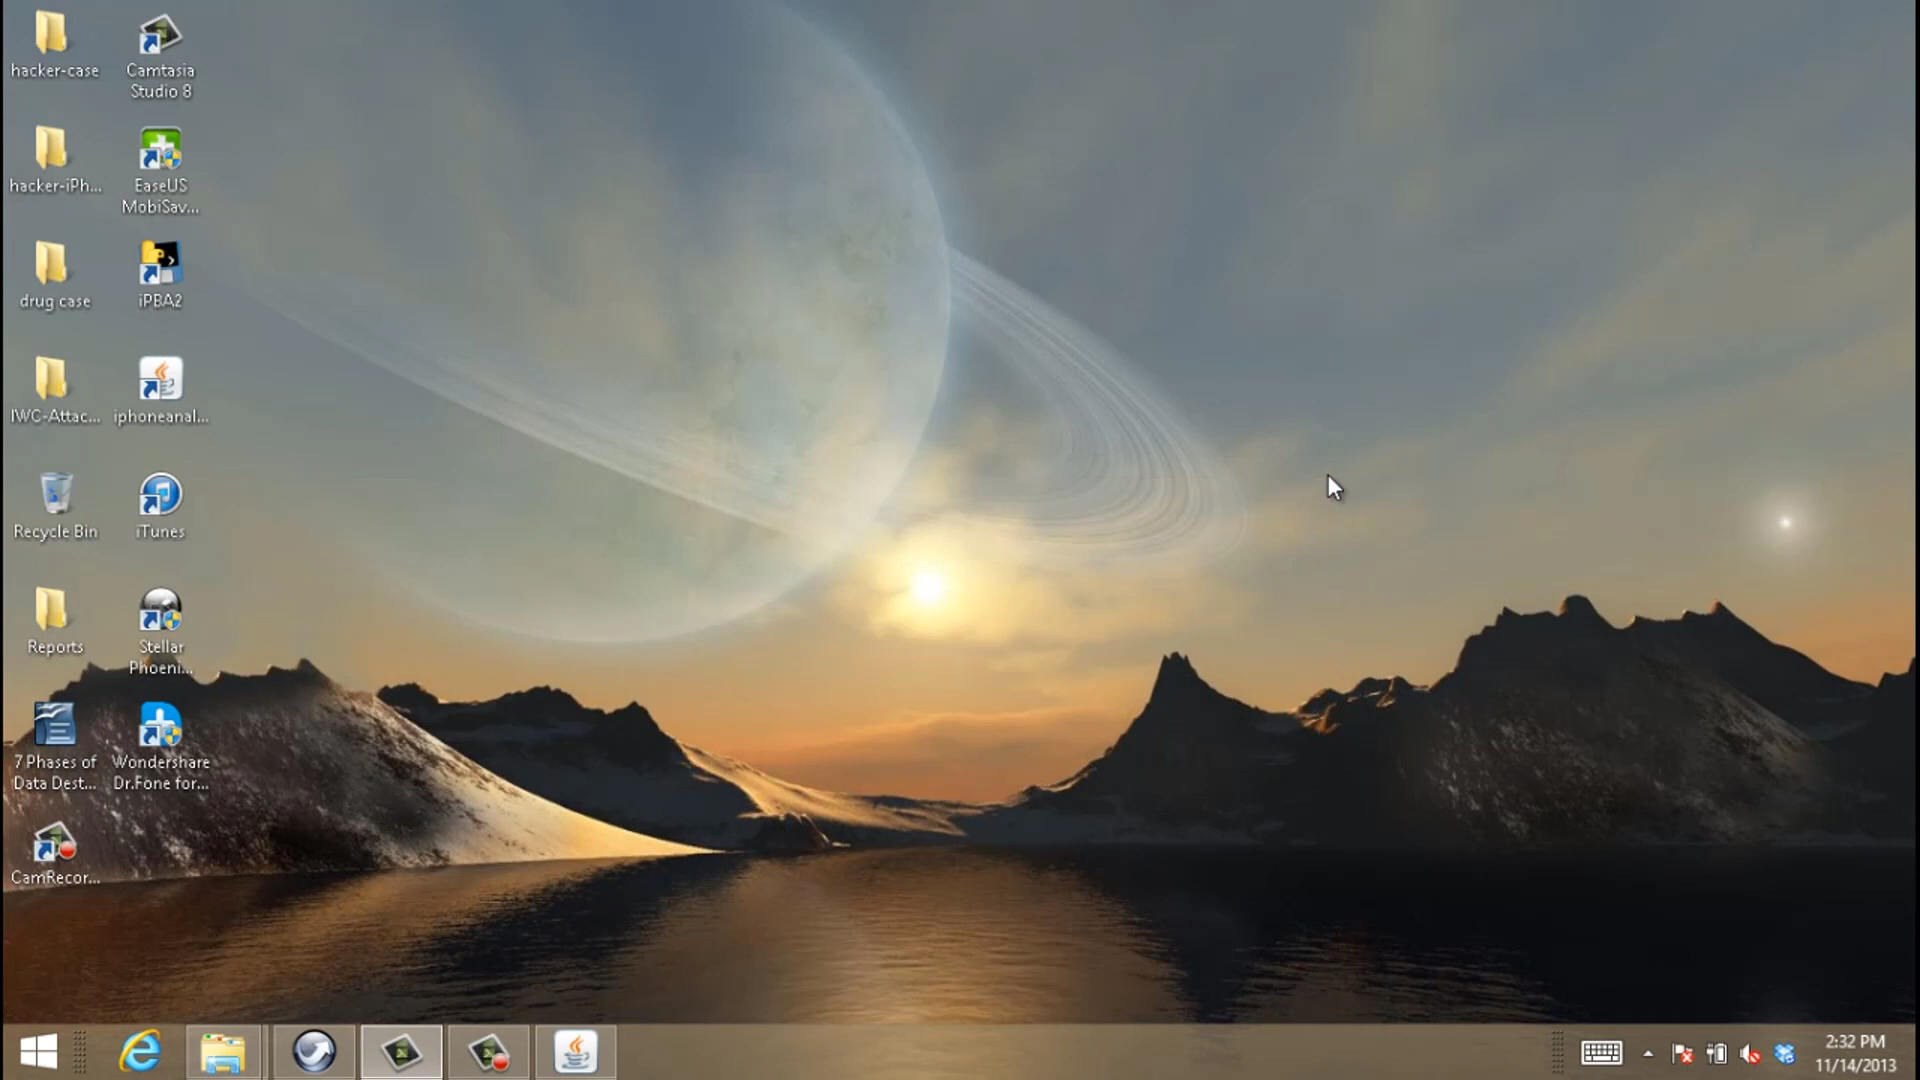 hacker-case
Camtasia
Studio 8
hacker-iPh...
EaseUS
MobiSav...
drug case
iPBA2
IWC-Attac...
iphoneanal...
Recycle Bin
iTunes
Reports
Stellar
Phoeni...
7 Phases of
Data Dest...
Wondershare
Dr.Fone for...
CamRecor...
2:32 PM
11/14/2013